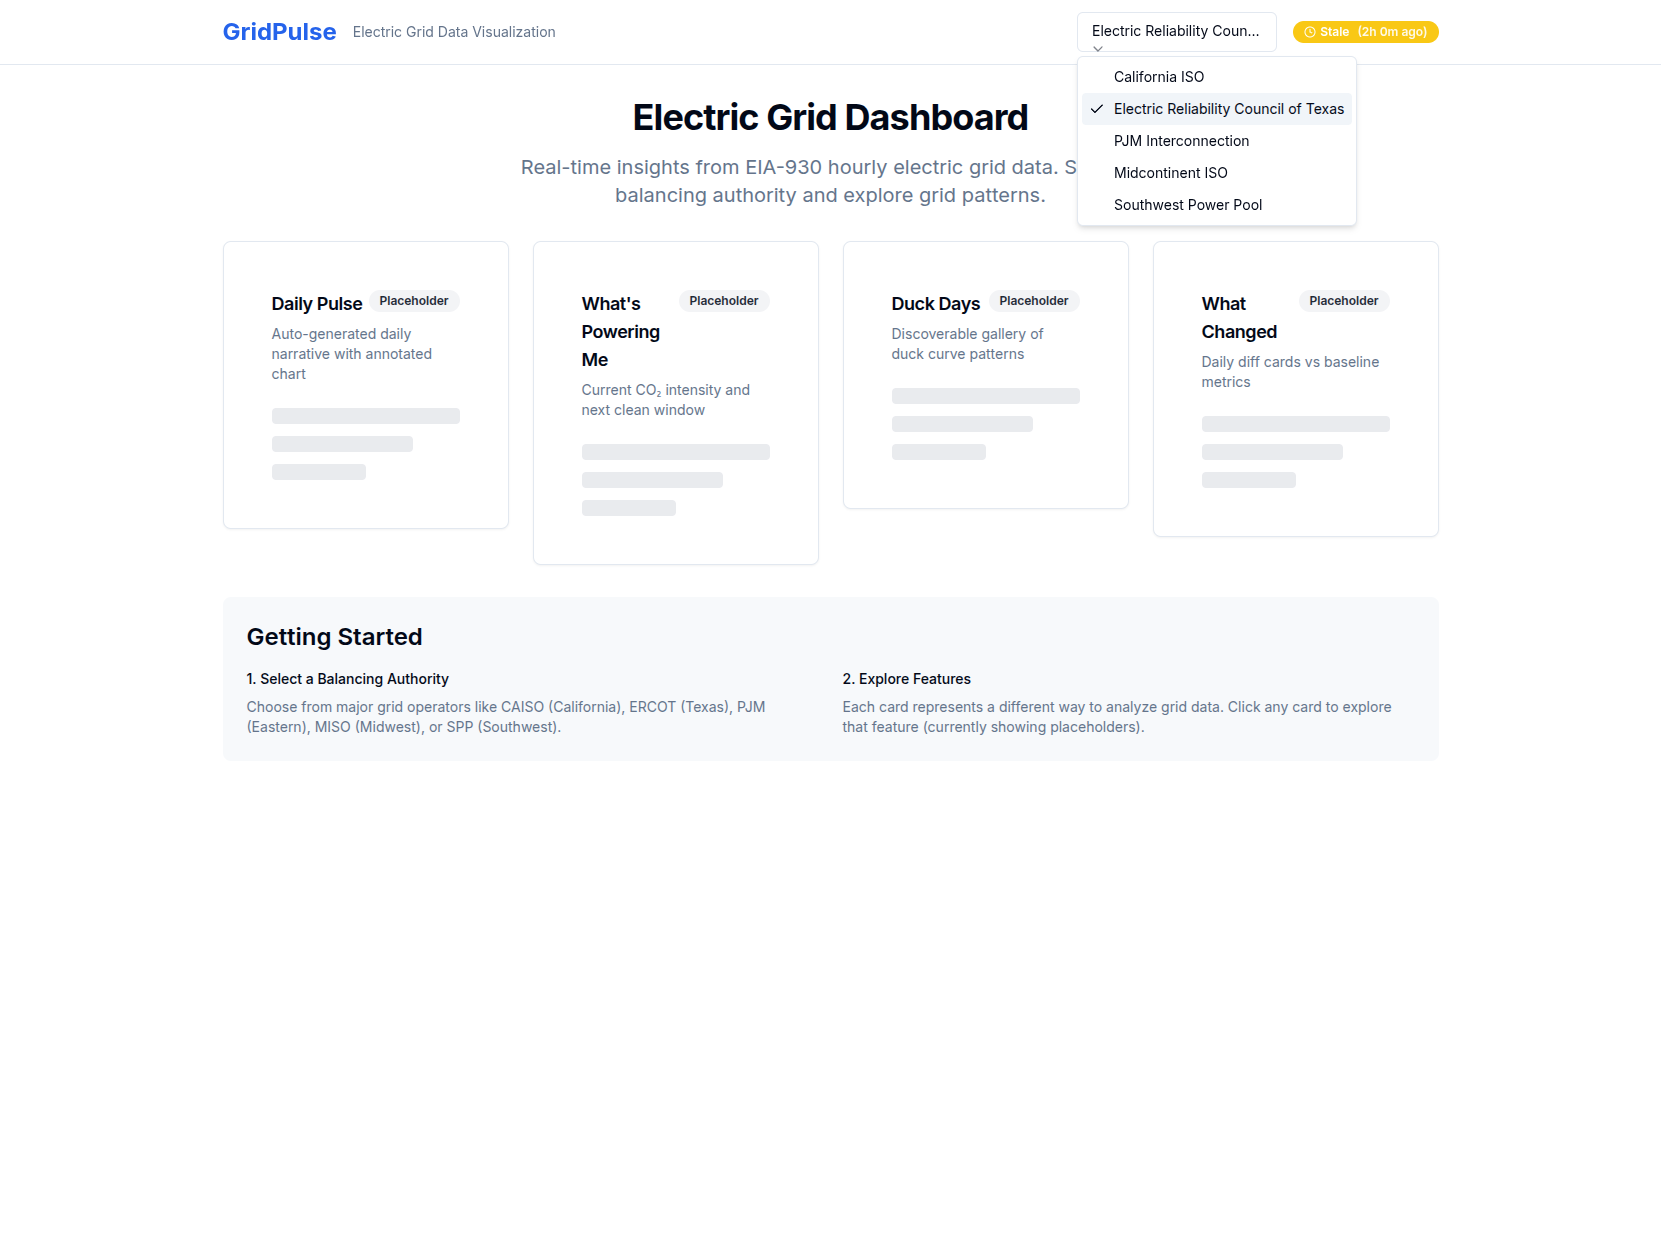 GridPulse
Electric Grid Data Visualization
Electric Reliability Coun...
Stale (2h 0m ago)
California ISO
Electric Reliability Council of Texas
PJM Interconnection
Midcontinent ISO
Southwest Power Pool
Electric Grid Dashboard
Real-time insights from EIA-930 hourly electric grid data. S
balancing authority and explore grid patterns.
Daily Pulse
Placeholder
Auto-generated daily
narrative with annotated
chart
What's
Powering
Me
Placeholder
Current CO₂ intensity and
next clean window
Duck Days
Placeholder
Discoverable gallery of
duck curve patterns
What
Changed
Placeholder
Daily diff cards vs baseline
metrics
Getting Started
1. Select a Balancing Authority
Choose from major grid operators like CAISO (California), ERCOT (Texas), PJM
(Eastern), MISO (Midwest), or SPP (Southwest).
2. Explore Features
Each card represents a different way to analyze grid data. Click any card to explore
that feature (currently showing placeholders).